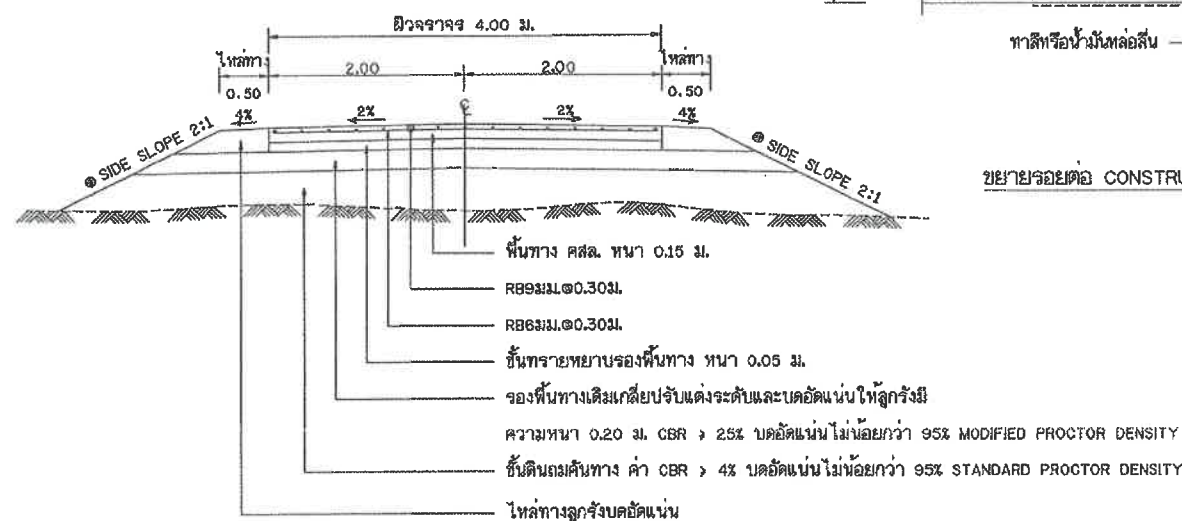 ผิวจราจร 4.00 ม.
ทาสีหรือน้ำมันหล่อลื่น
ไหล่ทาง
2.00
2.00
ไหล่ทาง
0.50
0.50
4%
2%
2%
4%
SIDE SLOPE 2:1
SIDE SLOPE 2:1
ขยายรอยต่อ CONSTRU
พื้นทาง คสล. หนา 0.15 ม.
RB9มม.@0.30ม.
RB6มม.@0.30ม.
ชั้นทรายหยาบรองพื้นทาง หนา 0.05 ม.
รองพื้นทางเดิมเกลี่ยปรับแต่งระดับและบดอัดแน่นให้ลูกรังมี
ความหนา 0.20 ม. CBR > 25% บดอัดแน่นไม่น้อยกว่า 95% MODIFIED PROCTOR DENSITY
ชั้นดินถมคันทาง ค่า CBR > 4% บดอัดแน่นไม่น้อยกว่า 95% STANDARD PROCTOR DENSITY
ไหล่ทางลูกรังบดอัดแน่น